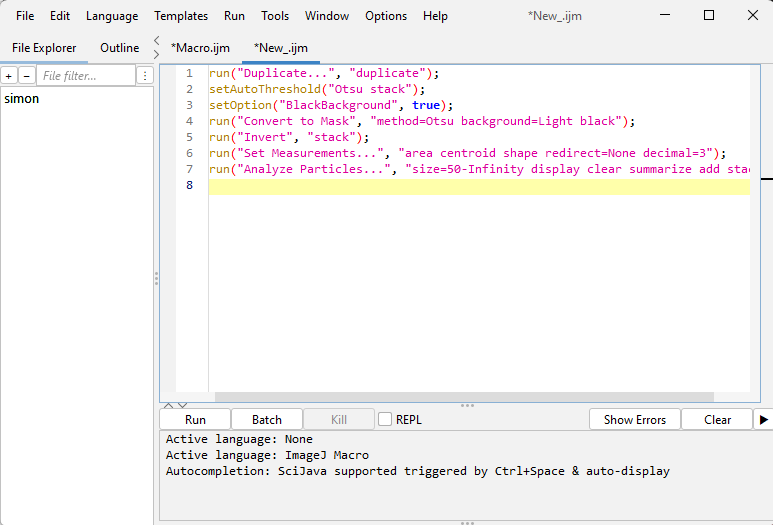 File Edit Language Templates Run Tools Window Options Help *New_.ijm
File Explorer Outline *Macro.ijm *New_.ijm
+ - File filter... ⋮
simon
1 run("Duplicate...", "duplicate");
2 setAutoThreshold("Otsu stack");
3 setOption("BlackBackground", true);
4 run("Convert to Mask", "method=Otsu background=Light black");
5 run("Invert", "stack");
6 run("Set Measurements...", "area centroid shape redirect=None decimal=3");
7 run("Analyze Particles...", "size=50-Infinity display clear summarize add stac
8
Run Batch Kill REPL Show Errors Clear
Active language: None
Active language: ImageJ Macro
Autocompletion: SciJava supported triggered by Ctrl+Space & auto-display